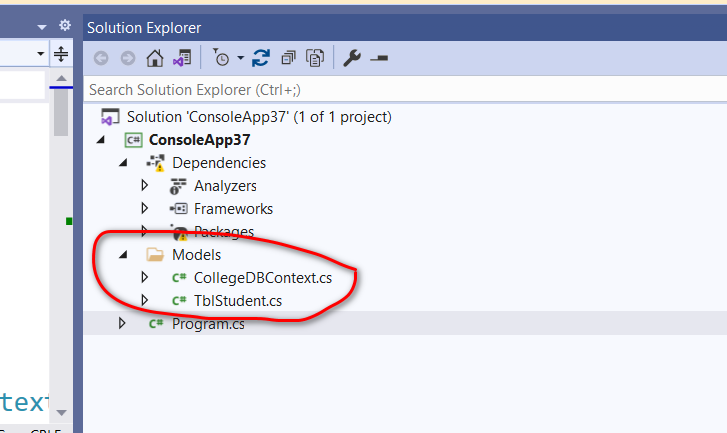 Solution Explorer
Search Solution Explorer (Ctrl+;)
Solution 'ConsoleApp37' (1 of 1 project)
C# ConsoleApp37
Dependencies
Analyzers
Frameworks
Packages
Models
C# CollegeDBContext.cs
C# TblStudent.cs
C# Program.cs
text